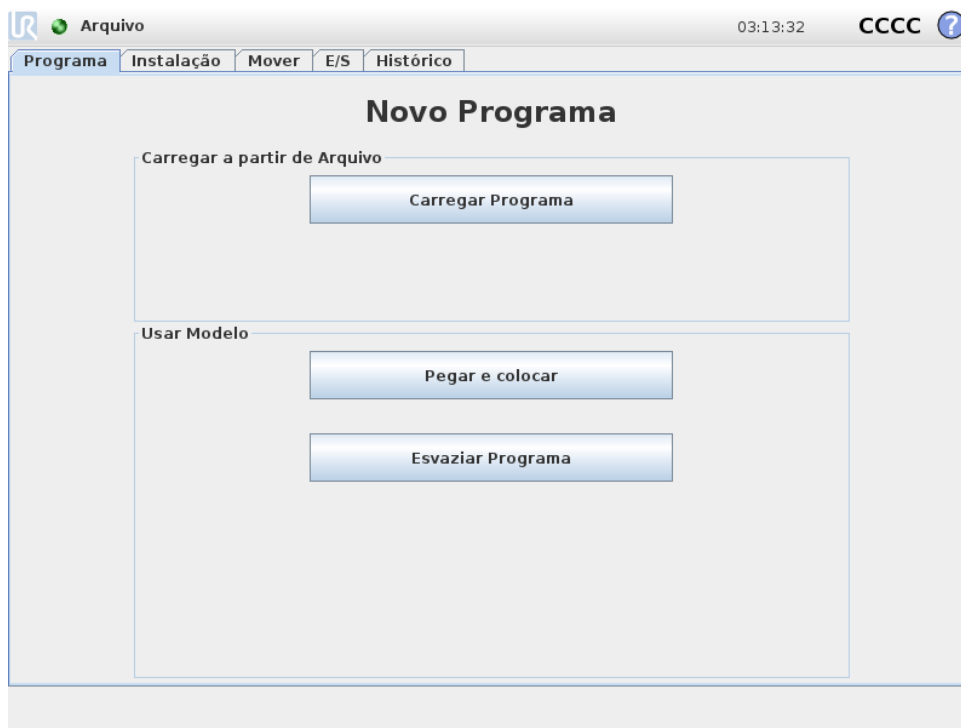 UR Arquivo 03:13:32 CCCC ?
Programa Instalação Mover E/S Histórico
Novo Programa
Carregar a partir de Arquivo
Carregar Programa
Usar Modelo
Pegar e colocar
Esvaziar Programa